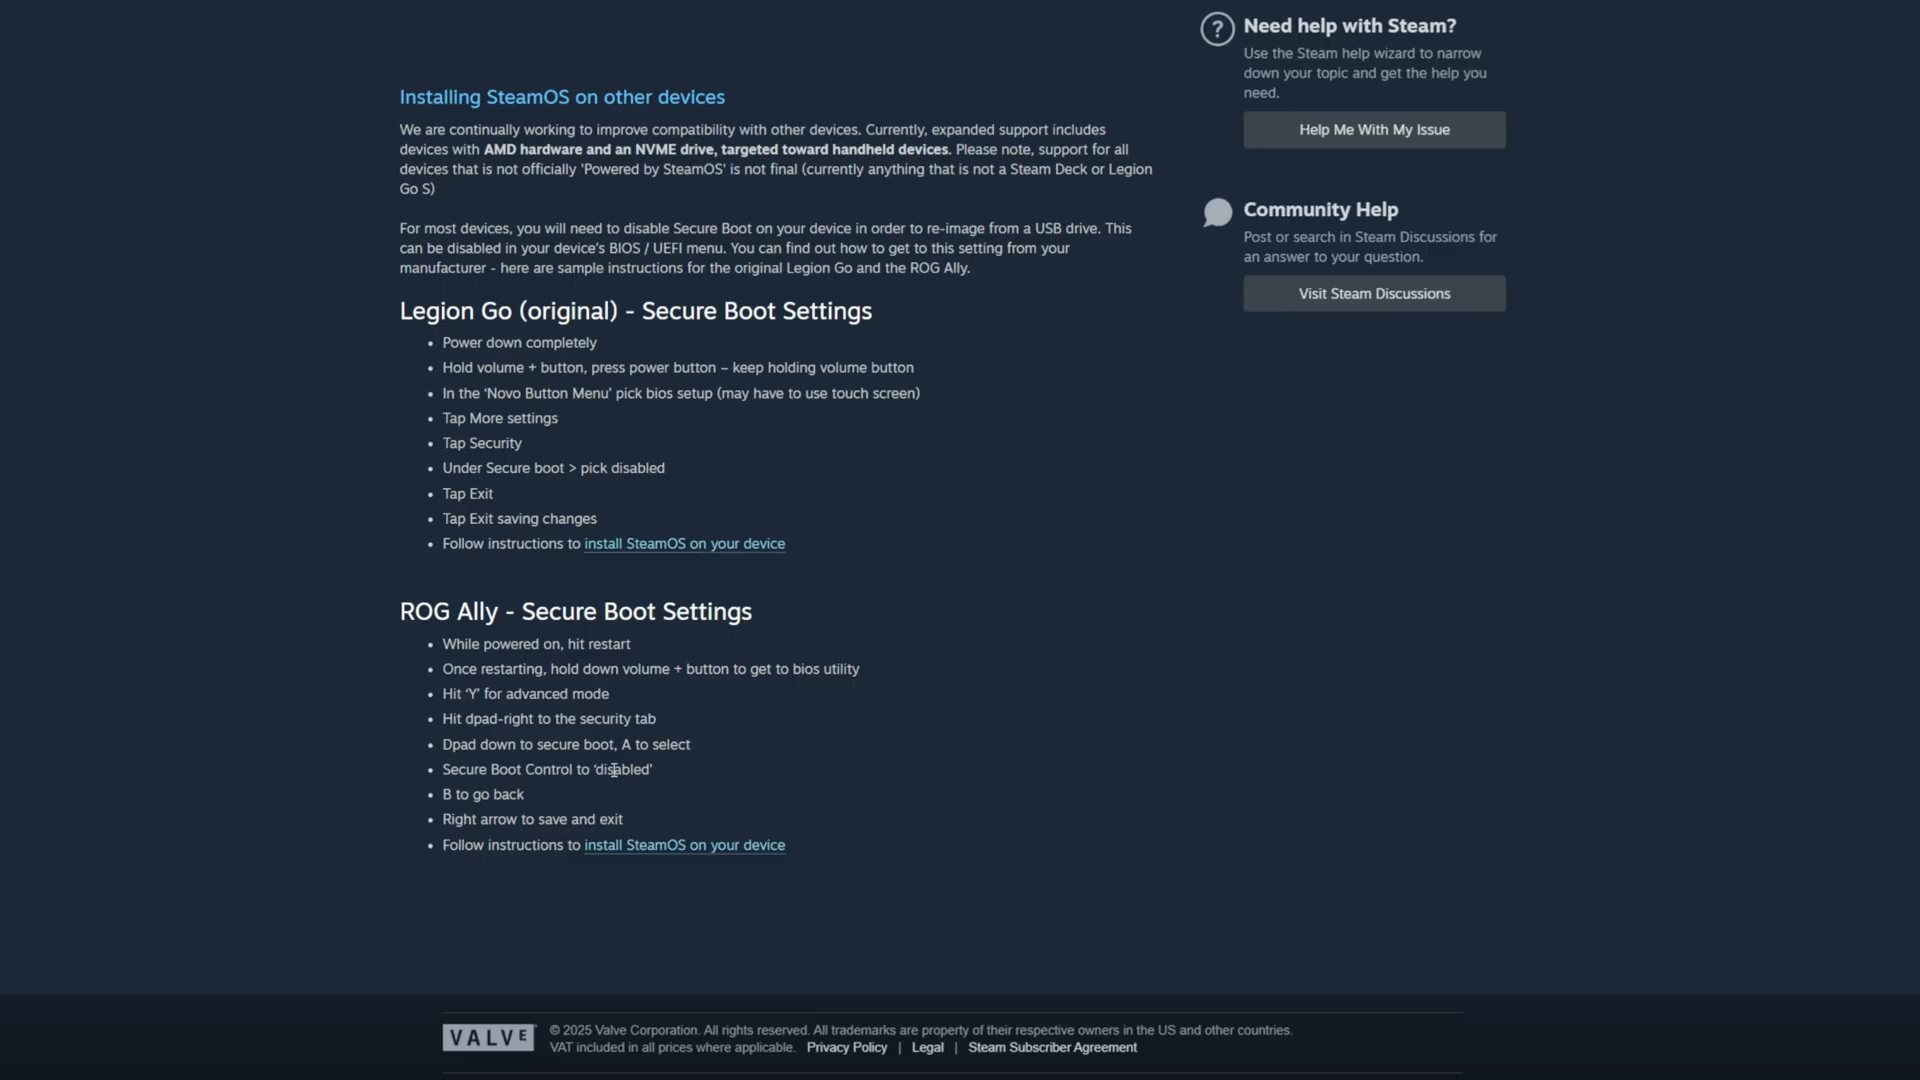 Installing SteamOS on other devices
We are continually working to improve compatibility with other devices. Currently, expanded support includes
devices with AMD hardware and an NVME drive, targeted toward handheld devices. Please note, support for all
devices that is not officially 'Powered by SteamOS' is not final (currently anything that is not a Steam Deck or Legion
Go S)
For most devices, you will need to disable Secure Boot on your device in order to re-image from a USB drive. This
can be disabled in your device's BIOS / UEFI menu. You can find out how to get to this setting from your
manufacturer - here are sample instructions for the original Legion Go and the ROG Ally.
Legion Go (original) - Secure Boot Settings
• Power down completely
• Hold volume + button, press power button – keep holding volume button
• In the ‘Novo Button Menu’ pick bios setup (may have to use touch screen)
• Tap More settings
• Tap Security
• Under Secure boot > pick disabled
• Tap Exit
• Tap Exit saving changes
• Follow instructions to install SteamOS on your device
ROG Ally - Secure Boot Settings
• While powered on, hit restart
• Once restarting, hold down volume + button to get to bios utility
• Hit ‘Y’ for advanced mode
• Hit dpad-right to the security tab
• Dpad down to secure boot, A to select
• Secure Boot Control to ‘disabled’
• B to go back
• Right arrow to save and exit
• Follow instructions to install SteamOS on your device
? Need help with Steam?
Use the Steam help wizard to narrow
down your topic and get the help you
need.
Help Me With My Issue
Community Help
Post or search in Steam Discussions for
an answer to your question.
Visit Steam Discussions
VALVE
© 2025 Valve Corporation. All rights reserved. All trademarks are property of their respective owners in the US and other countries.
VAT included in all prices where applicable. Privacy Policy | Legal | Steam Subscriber Agreement